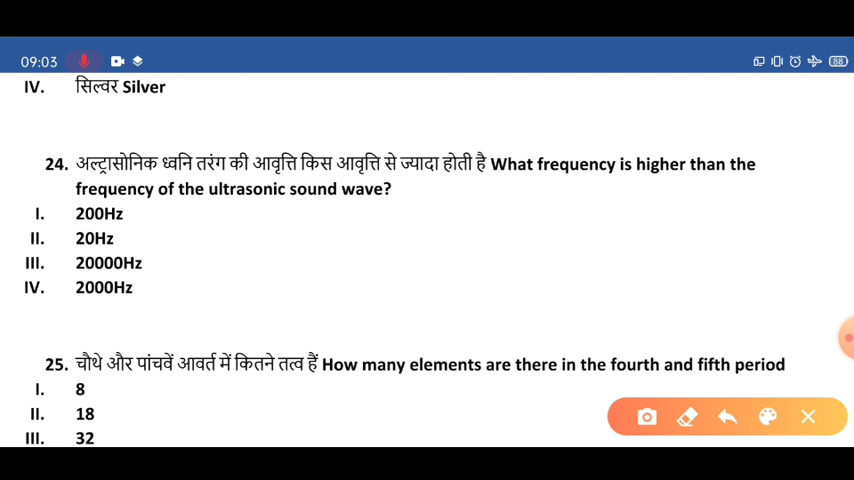 09:03
88
IV. सिल्वर Silver
24. अल्ट्रासोनिक ध्वनि तरंग की आवृत्ति किस आवृत्ति से ज्यादा होती है What frequency is higher than the
frequency of the ultrasonic sound wave?
I. 200Hz
II. 20Hz
III. 20000Hz
IV. 2000Hz
25. चौथे और पांचवें आवर्त में कितने तत्व हैं How many elements are there in the fourth and fifth period
I. 8
II. 18
III. 32